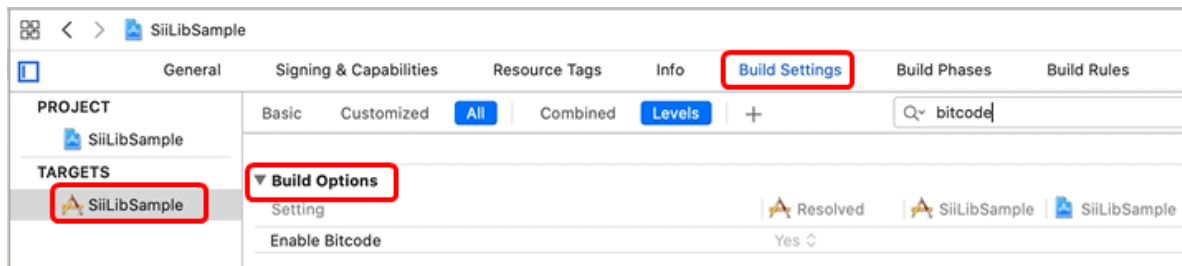 SiiLibSample
General Signing & Capabilities Resource Tags Info Build Settings Build Phases Build Rules
PROJECT
SiiLibSample
TARGETS
SiiLibSample
Basic Customized All Combined Levels + bitcode
Build Options
Setting Resolved SiiLibSample SiiLibSample
Enable Bitcode Yes